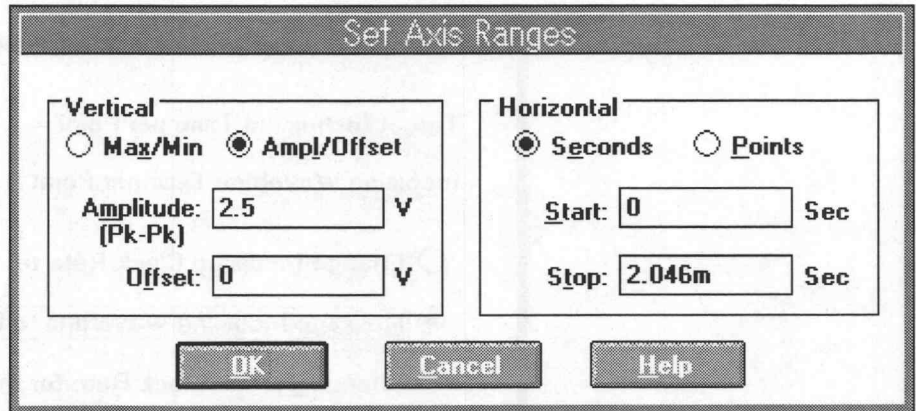 Set Axis Ranges
Vertical
Max/Min Ampl/Offset
Amplitude: 2.5 V
(Pk-Pk)
Offset: 0 V
Horizontal
Seconds Points
Start: 0 Sec
Stop: 2.046m Sec
OK Cancel Help